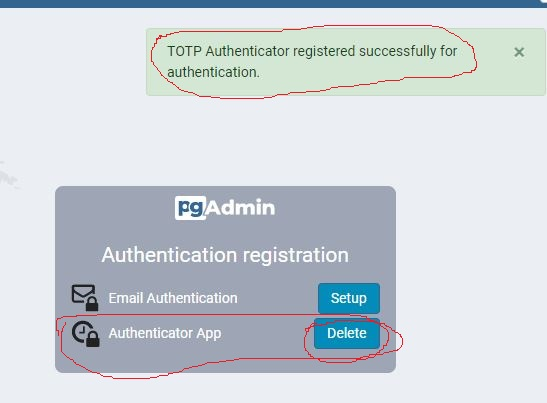 TOTP Authenticator registered successfully for
authentication.
×
pgAdmin
Authentication registration
Email Authentication Setup
Authenticator App Delete